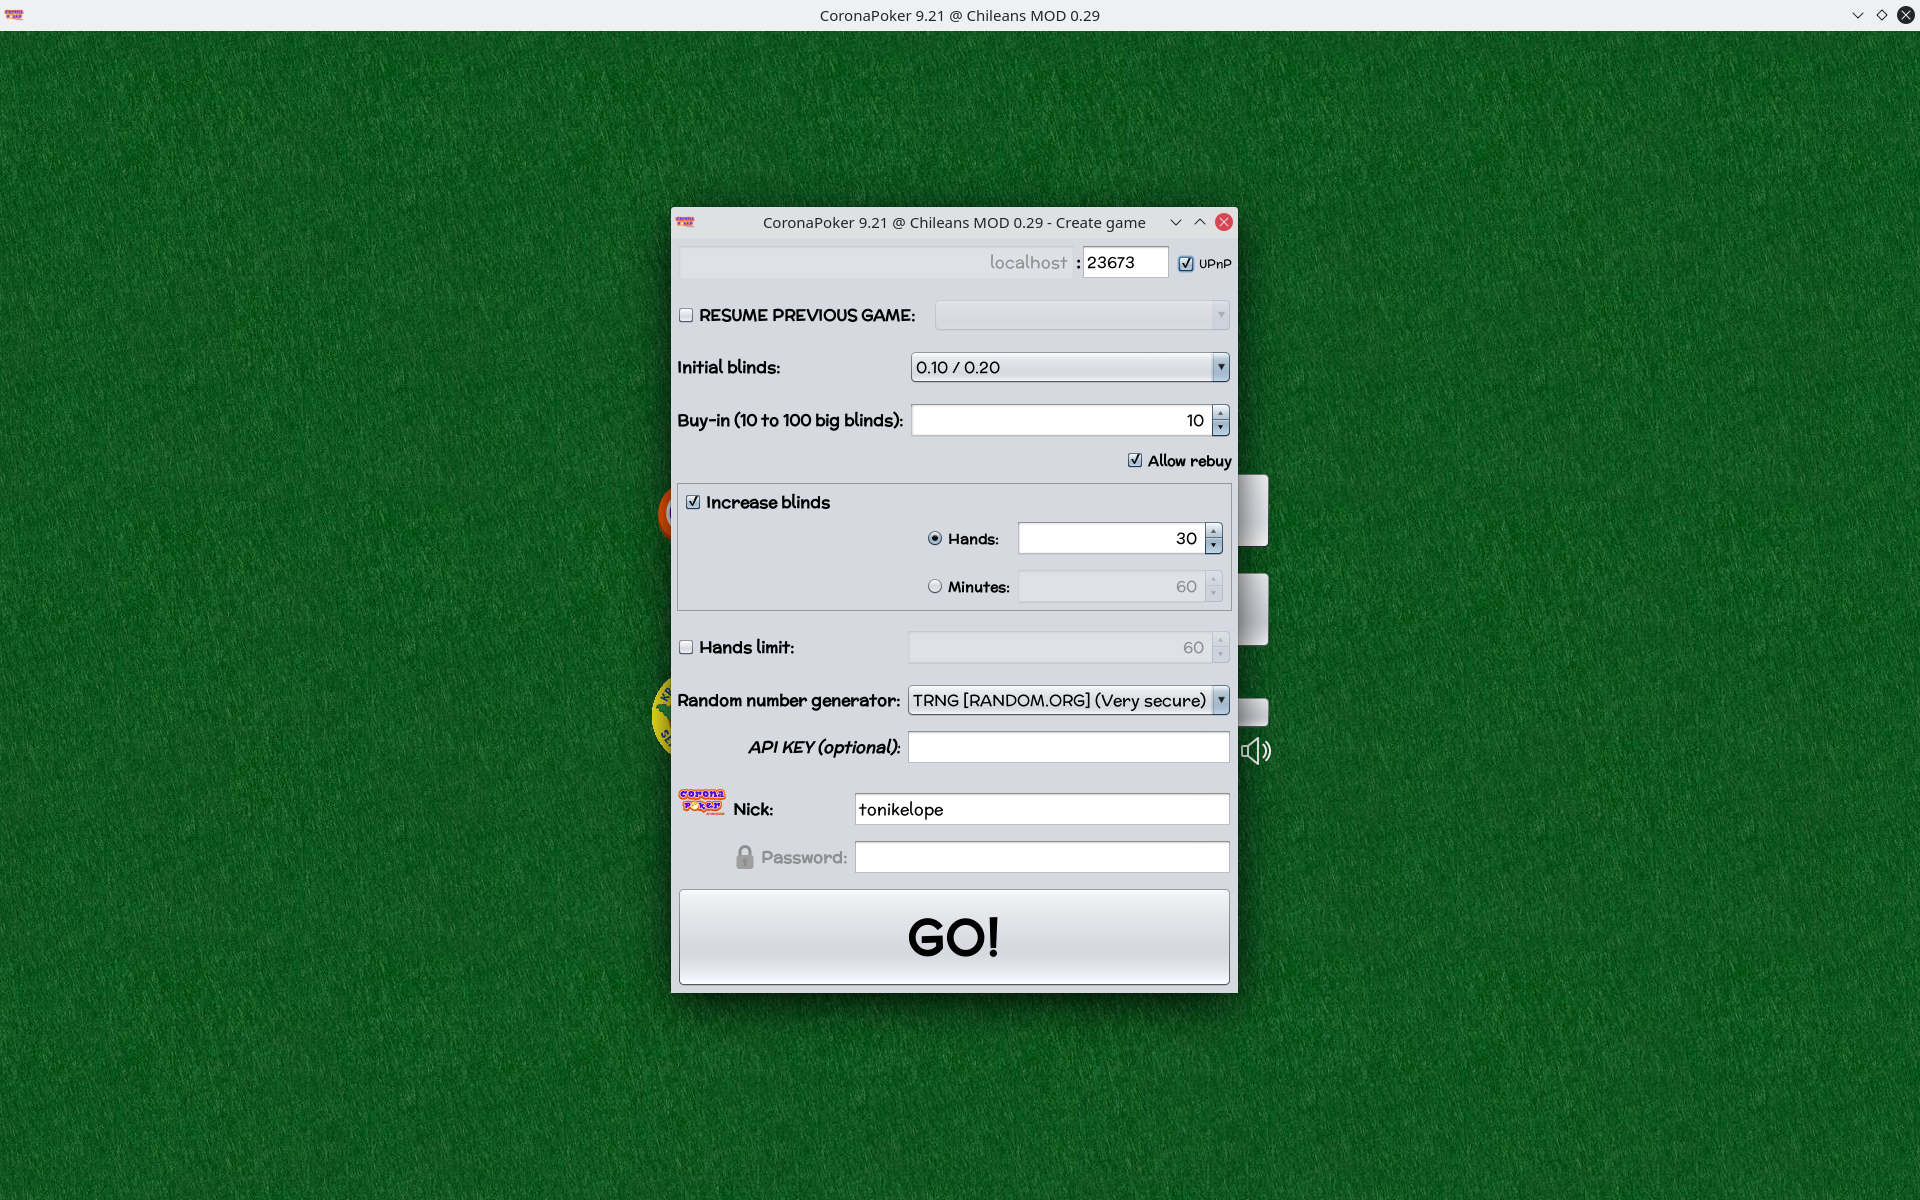 CoronaPoker 9.21 @ Chileans MOD 0.29
CoronaPoker 9.21 @ Chileans MOD 0.29 - Create game
localhost : 23673 UPnP
RESUME PREVIOUS GAME:
Initial blinds: 0.10 / 0.20
Buy-in (10 to 100 big blinds): 10
Allow rebuy
Increase blinds
Hands: 30
Minutes: 60
Hands limit: 60
Random number generator: TRNG [RANDOM.ORG] (Very secure)
API KEY (optional):
Corona
Poker
Nick: tonikelope
Password:
GO!